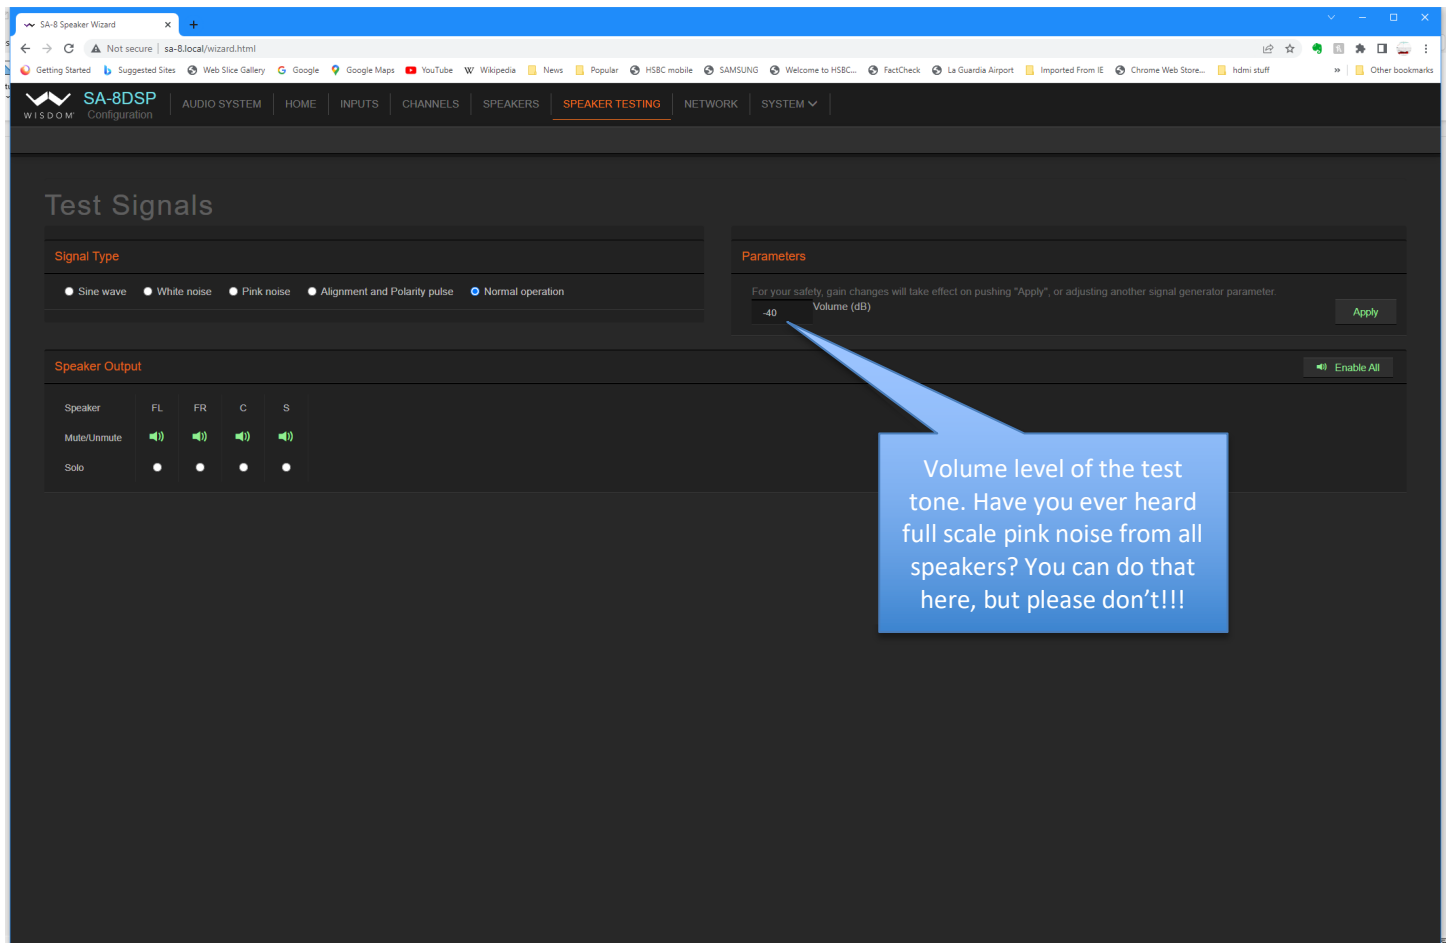 SA-8 Speaker Wizard
Not secure | sa-8.local/wizard.html
Getting Started Suggested Sites Web Slice Gallery Google Google Maps YouTube Wikipedia News Popular HSBC mobile SAMSUNG Welcome to HSBC... FactCheck La Guardia Airport Imported From IE Chrome Web Store... hdmi stuff » Other bookmarks
WISDOM SA-8DSP Configuration AUDIO SYSTEM HOME INPUTS CHANNELS SPEAKERS SPEAKER TESTING NETWORK SYSTEM
Test Signals
Signal Type
Sine wave White noise Pink noise Alignment and Polarity pulse Normal operation
Parameters
For your safety, gain changes will take effect on pushing "Apply", or adjusting another signal generator parameter.
-40 Volume (dB)
Apply
Speaker Output
Enable All
Speaker FL FR C S
Mute/Unmute
Solo
Volume level of the test
tone. Have you ever heard
full scale pink noise from all
speakers? You can do that
here, but please don’t!!!